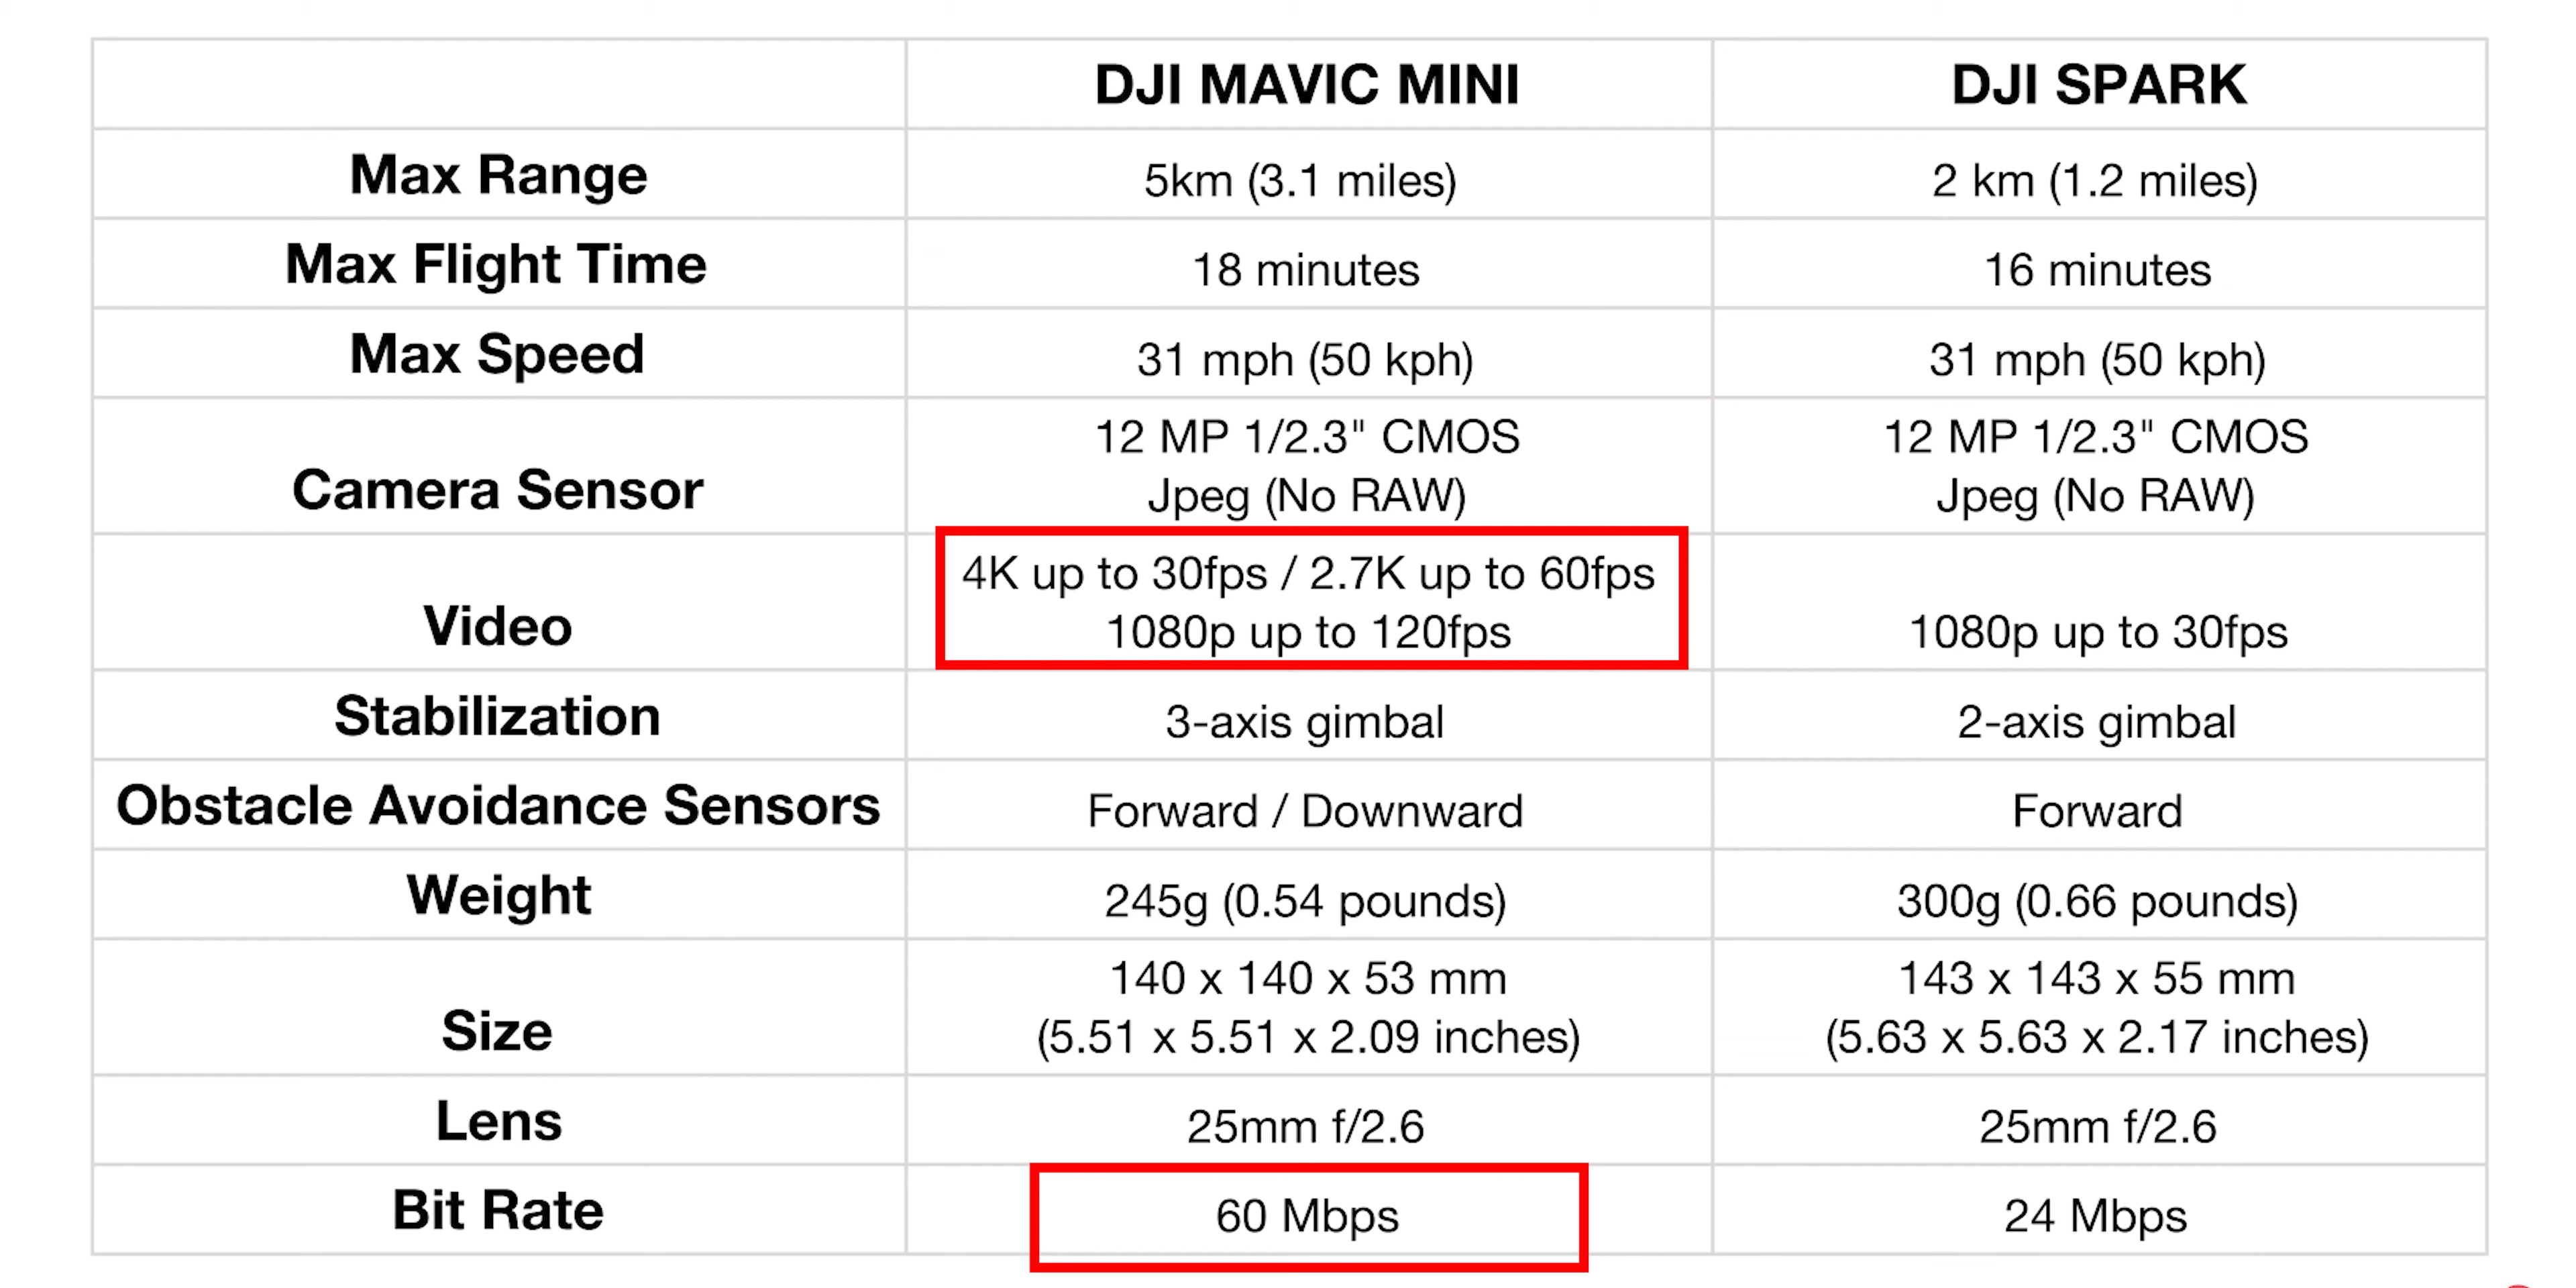 DJI MAVIC MINI DJI SPARK
Max Range 5km (3.1 miles) 2 km (1.2 miles)
Max Flight Time 18 minutes 16 minutes
Max Speed 31 mph (50 kph) 31 mph (50 kph)
12 MP 1/2.3" CMOS 12 MP 1/2.3" CMOS
Camera Sensor Jpeg (No RAW) Jpeg (No RAW)
4K up to 30fps / 2.7K up to 60fps
Video 1080p up to 120fps 1080p up to 30fps
Stabilization 3-axis gimbal 2-axis gimbal
Obstacle Avoidance Sensors Forward / Downward Forward
Weight 245g (0.54 pounds) 300g (0.66 pounds)
140 x 140 x 53 mm 143 x 143 x 55 mm
Size (5.51 x 5.51 x 2.09 inches) (5.63 x 5.63 x 2.17 inches)
Lens 25mm f/2.6 25mm f/2.6
Bit Rate 60 Mbps 24 Mbps